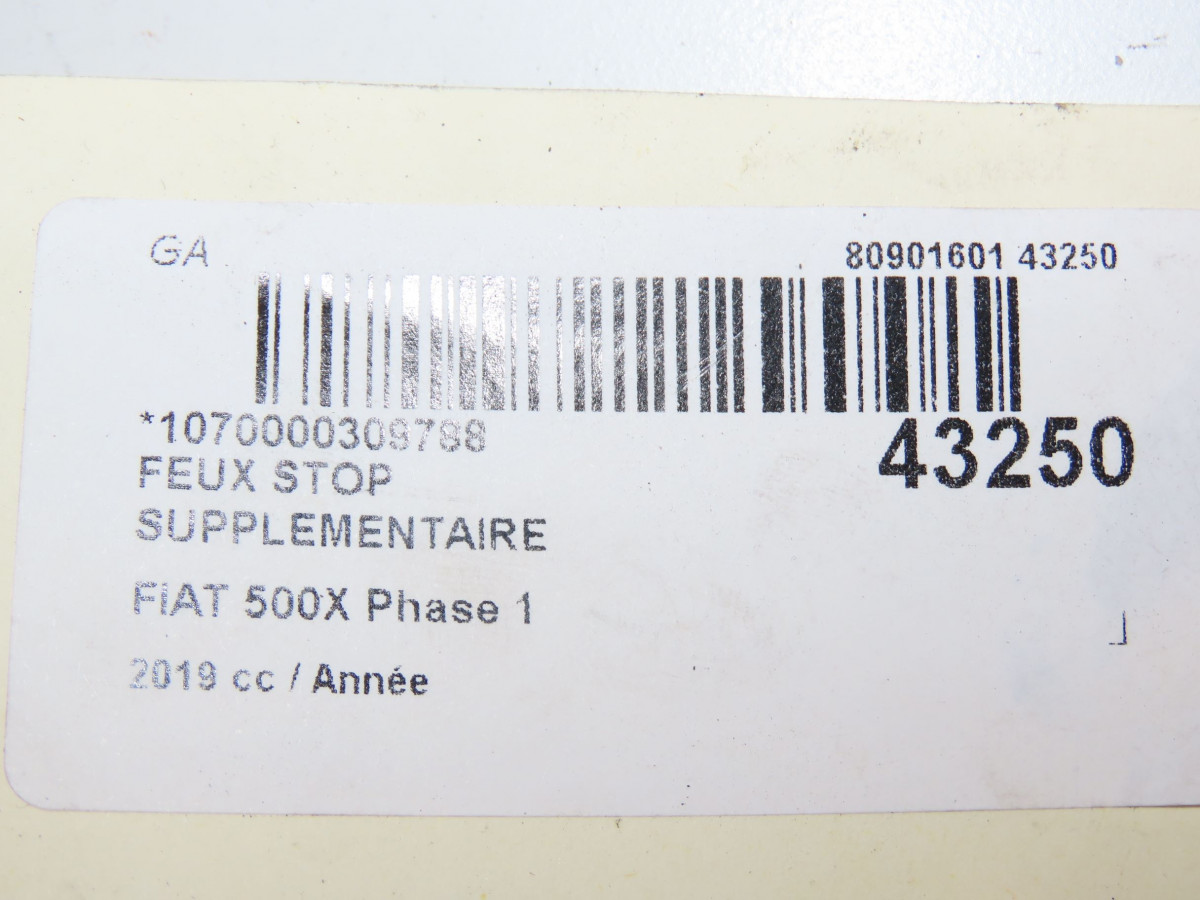 GA
80901601 43250
*1070000309788
43250
FEUX STOP
SUPPLEMENTAIRE
FIAT 500X Phase 1
2019 cc / Année